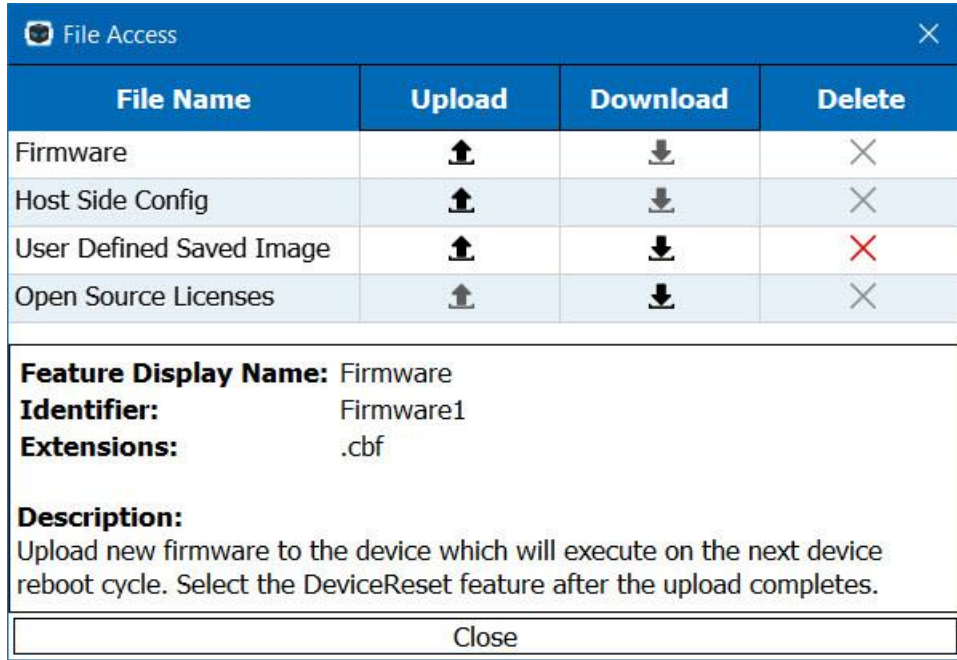 File Access
File Name Upload Download Delete
Firmware
Host Side Config
User Defined Saved Image
Open Source Licenses
Feature Display Name: Firmware
Identifier: Firmware1
Extensions: .cbf
Description:
Upload new firmware to the device which will execute on the next device
reboot cycle. Select the DeviceReset feature after the upload completes.
Close